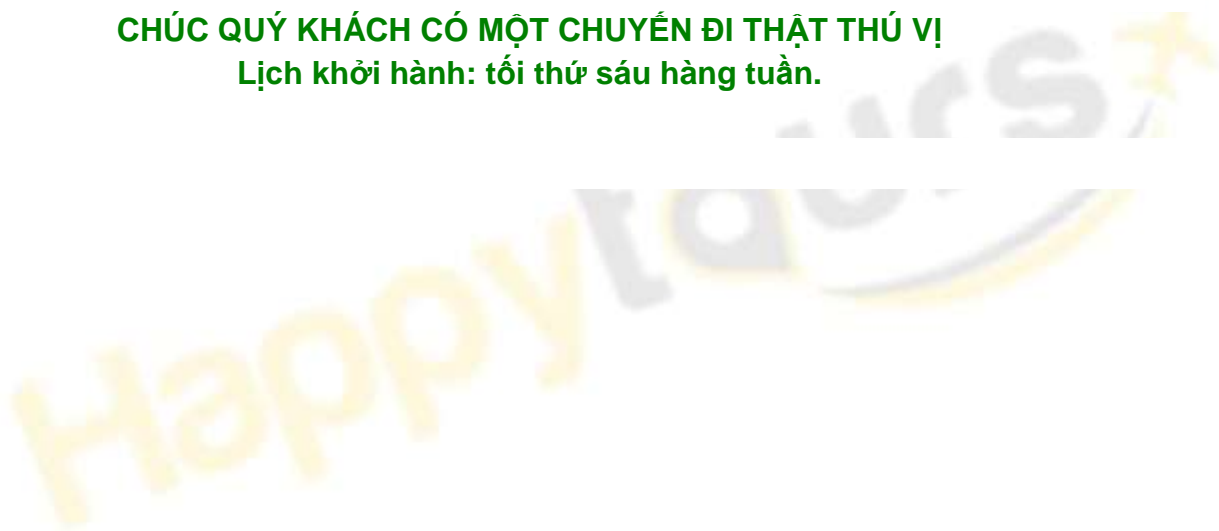 CHÚC QUÝ KHÁCH CÓ MỘT CHUYẾN ĐI THẬT THÚ VỊ
Lịch khởi hành: tối thứ sáu hàng tuần.
Happytours